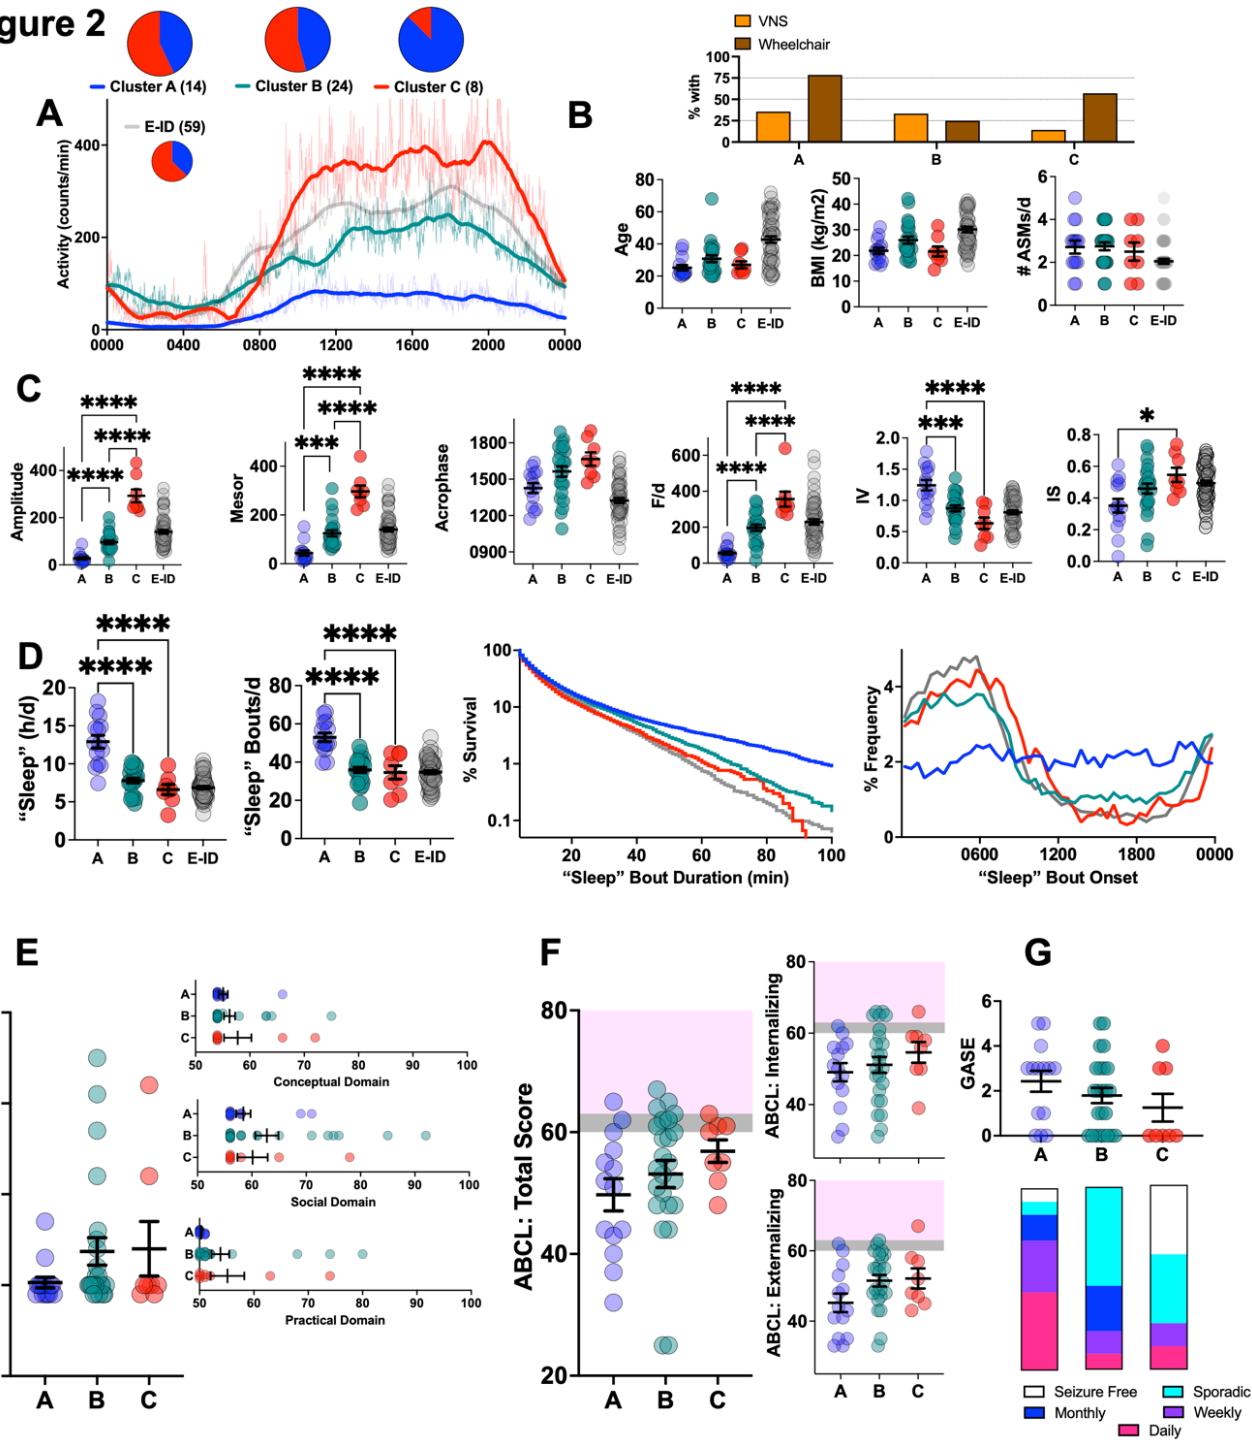 gure 2
Cluster A (14)
Cluster B (24)
Cluster C (8)
E-ID (59)
A
Activity (counts/min)
400
200
0
0000 0400 0800 1200 1600 2000 0000
VNS
Wheelchair
B
% with
100
75
50
25
0
A B C
Age
80
60
40
20
0
A B C E-ID
BMI (kg/m2)
50
40
30
20
10
0
A B C E-ID
# ASMs/d
6
4
2
0
A B C E-ID
C
****
****
****
Amplitude
400
200
0
A B C E-ID
****
****
***
Mesor
400
200
0
A B C E-ID
Acrophase
1800
1500
1200
0900
A B C E-ID
****
****
****
F/d
600
400
200
0
A B C E-ID
****
***
IV
2.0
1.5
1.0
0.5
0.0
A B C E-ID
*
IS
0.8
0.6
0.4
0.2
0.0
A B C E-ID
D
****
****
“Sleep” (h/d)
20
15
10
5
0
A B C E-ID
****
****
“Sleep” Bouts/d
80
60
40
20
0
A B C E-ID
% Survival
100
10
1
0.1
20 40 60 80 100
“Sleep” Bout Duration (min)
% Frequency
4
2
0
0600 1200 1800 0000
“Sleep” Bout Onset
E
A B C
A
B
C
50 60 70 80 90 100
Conceptual Domain
A
B
C
50 60 70 80 90 100
Social Domain
A
B
C
50 60 70 80 90 100
Practical Domain
F
ABCL: Total Score
80
60
40
20
A B C
ABCL: Internalizing
80
60
40
ABCL: Externalizing
80
60
40
A B C
G
GASE
6
4
2
0
A B C
Seizure Free
Sporadic
Monthly
Weekly
Daily